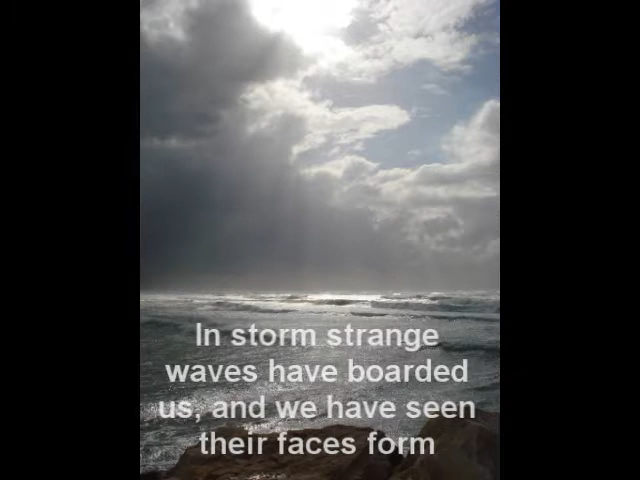 In storm strange
waves have boarded
us, and we have seen
their faces form